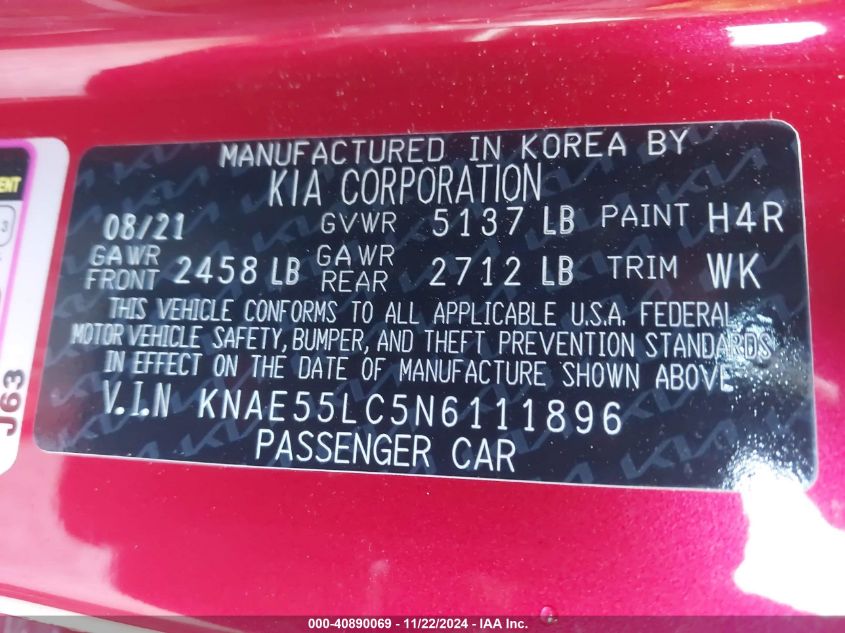 MANUFACTURED IN KOREA BY
KIA CORPORATION
08/21 GVWR 5137 LB PAINT H4R
GAWR FRONT 2458 LB GAWR REAR 2712 LB TRIM WK
THIS VEHICLE CONFORMS TO ALL APPLICABLE U.S.A. FEDERAL
MOTOR VEHICLE SAFETY, BUMPER, AND THEFT PREVENTION STANDARDS
IN EFFECT ON THE DATE OF MANUFACTURE SHOWN ABOVE
V.I.N KNAE55LC5N6111896
PASSENGER CAR
J63
000-40890069 - 11/22/2024 - IAA Inc.